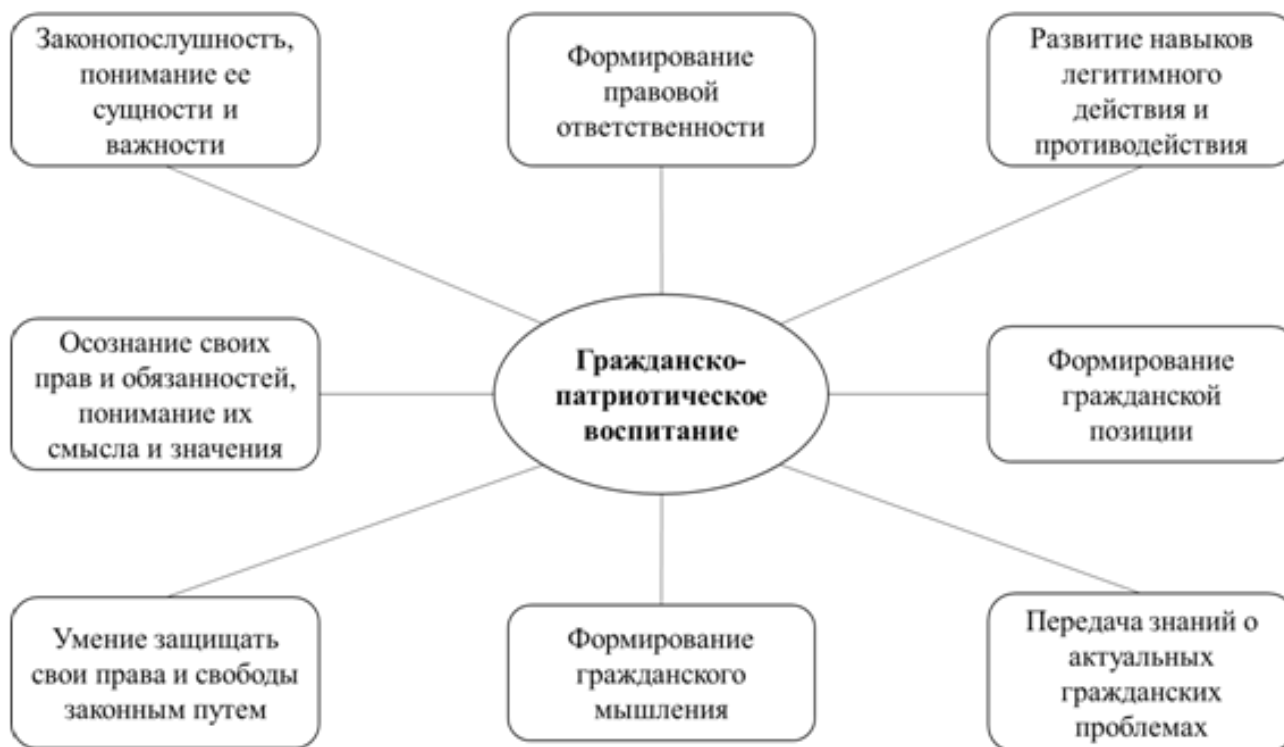 Законопослушностъ,
понимание ее
сущности и
важности
Формирование
правовой
ответственности
Развитие навыков
легитимного
действия и
противодействия
Осознание своих
прав и обязанностей,
понимание их
смысла и значения
Гражданско-
патриотическое
воспитание
Формирование
гражданской
позиции
Умение защищать
свои права и свободы
законным путем
Формирование
гражданского
мышления
Передача знаний о
актуальных
гражданских
проблемах